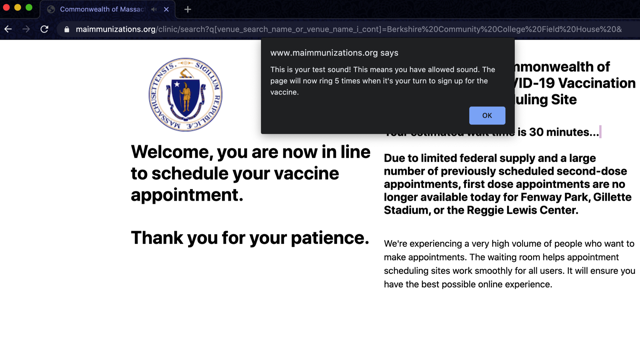 Commonwealth of Massac
maimmunizations.org/clinic/search?q[venue_search_name_or_venue_name_i_cont]=Berkshire%20Community%20College%20Field%20House%20&
www.maimmunizations.org says
This is your test sound! This means you have allowed sound. The
page will now ring 5 times when it's your turn to sign up for the
vaccine.
OK
Welcome, you are now in line
to schedule your vaccine
appointment.
Thank you for your patience.
mmonwealth of
VID-19 Vaccination
duling Site
Your estimated wait time is 30 minutes...
Due to limited federal supply and a large
number of previously scheduled second-dose
appointments, first dose appointments are no
longer available today for Fenway Park, Gillette
Stadium, or the Reggie Lewis Center.
We're experiencing a very high volume of people who want to
make appointments. The waiting room helps appointment
scheduling sites work smoothly for all users. It will ensure you
have the best possible online experience.